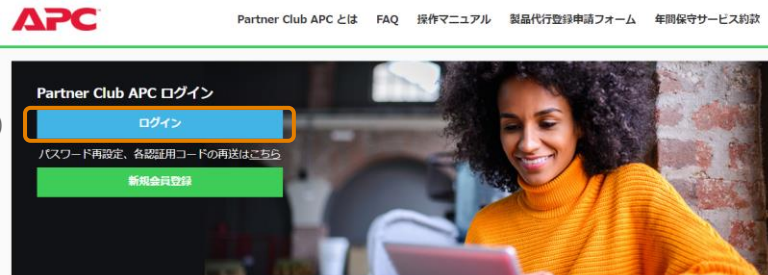 APC
Partner Club APC とは FAQ 操作マニュアル 製品代行登録申請フォーム 年間保守サービス約款
Partner Club APC ログイン
ログイン
パスワード再設定、各認証用コードの再送はこちら
新規会員登録